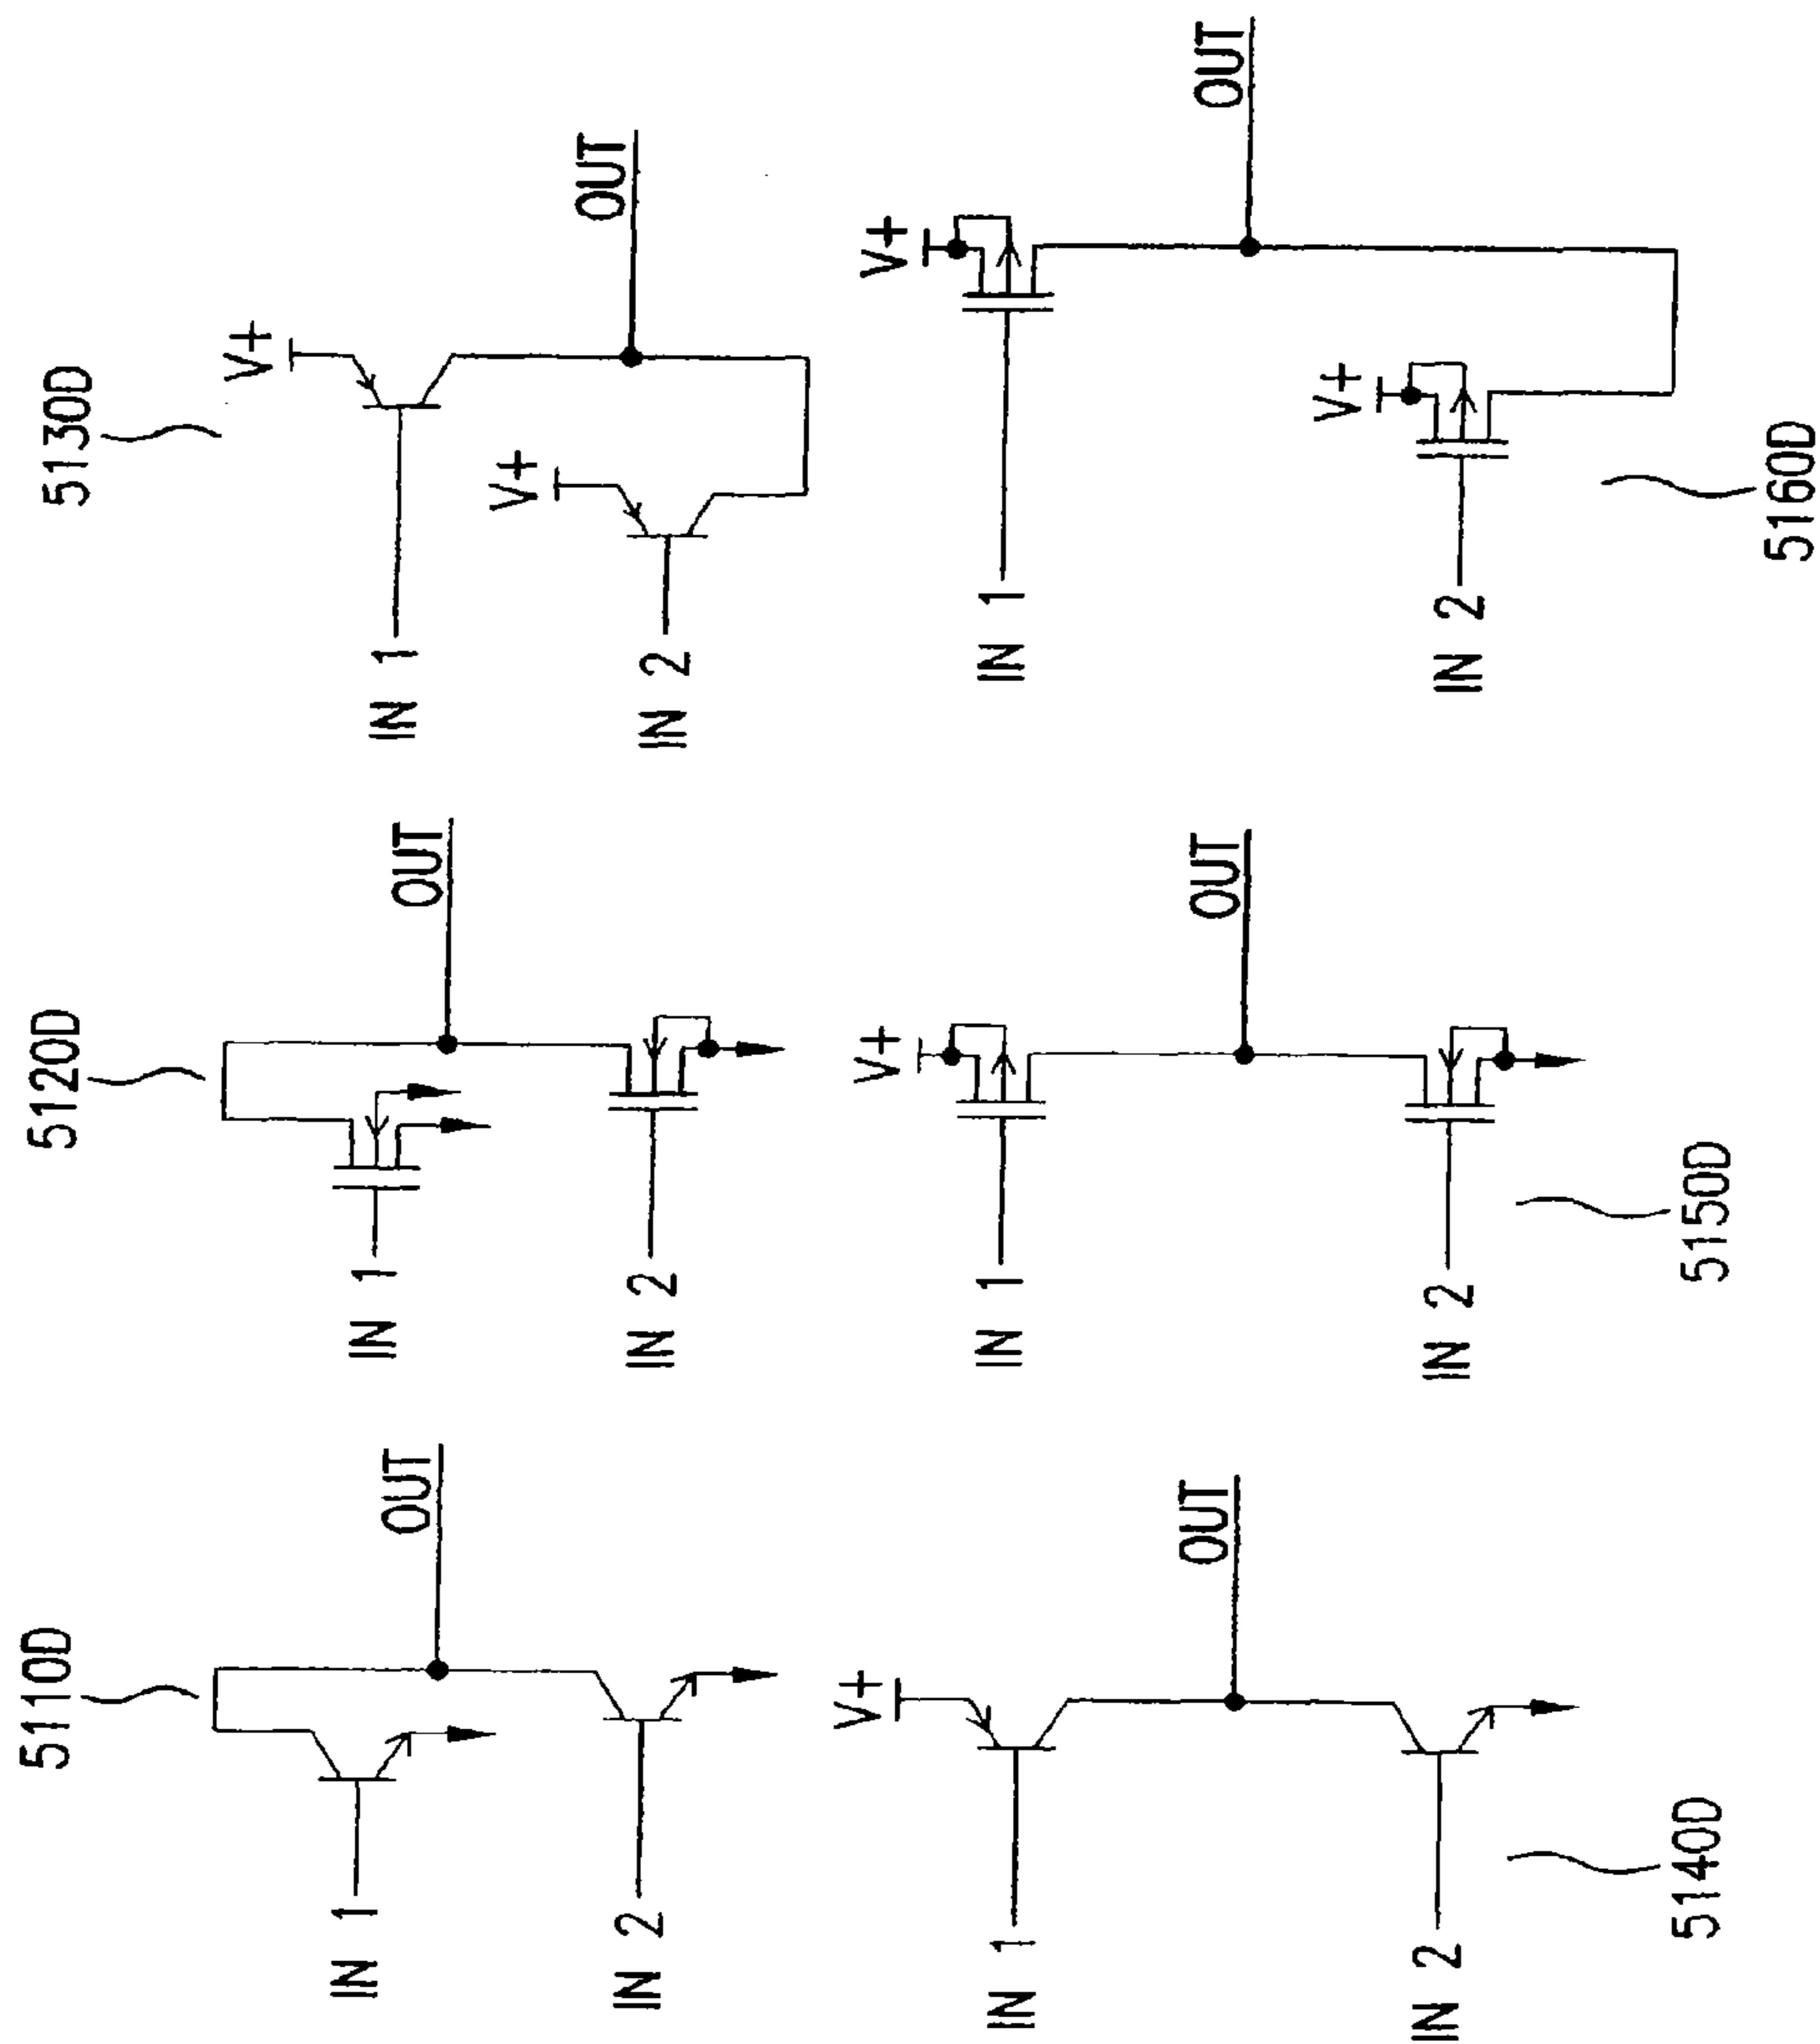 5110D
OUT
IN 1
IN 2
5120D
OUT
IN 1
IN 2
5130D
V+
OUT
IN 1
V+
IN 2
V+
OUT
IN 1
IN 2
5140D
V+
OUT
IN 1
IN 2
5150D
V+
OUT
IN 1
V+
IN 2
5160D